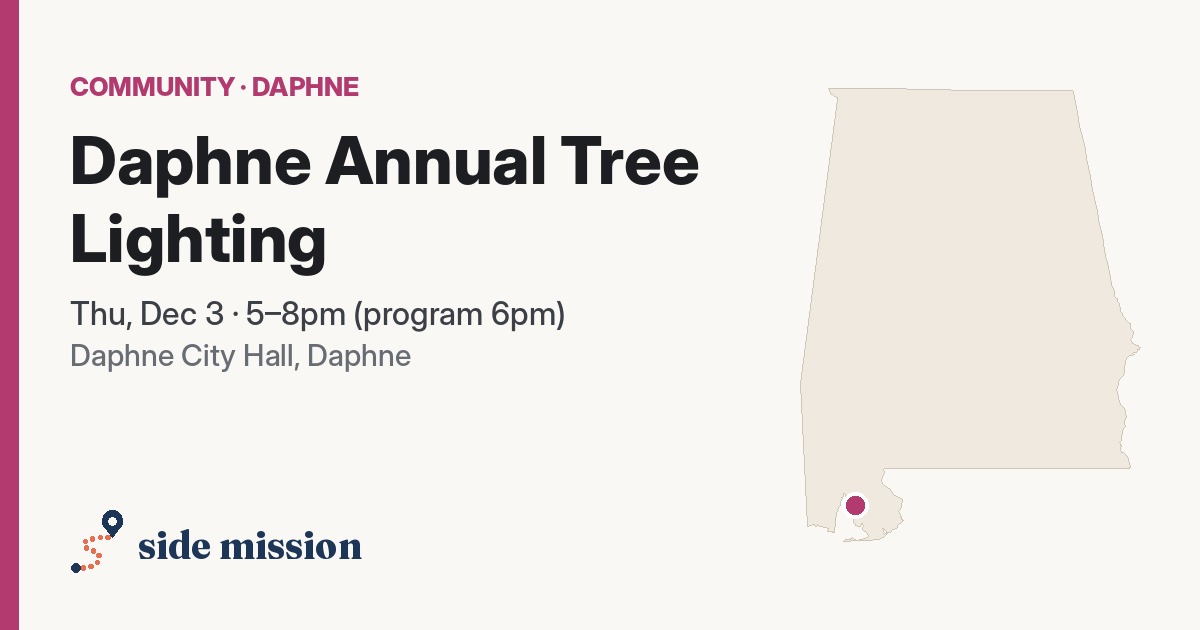 COMMUNITY · DAPHNE
Daphne Annual Tree
Lighting
Thu, Dec 3 · 5–8pm (program 6pm)
Daphne City Hall, Daphne
side mission